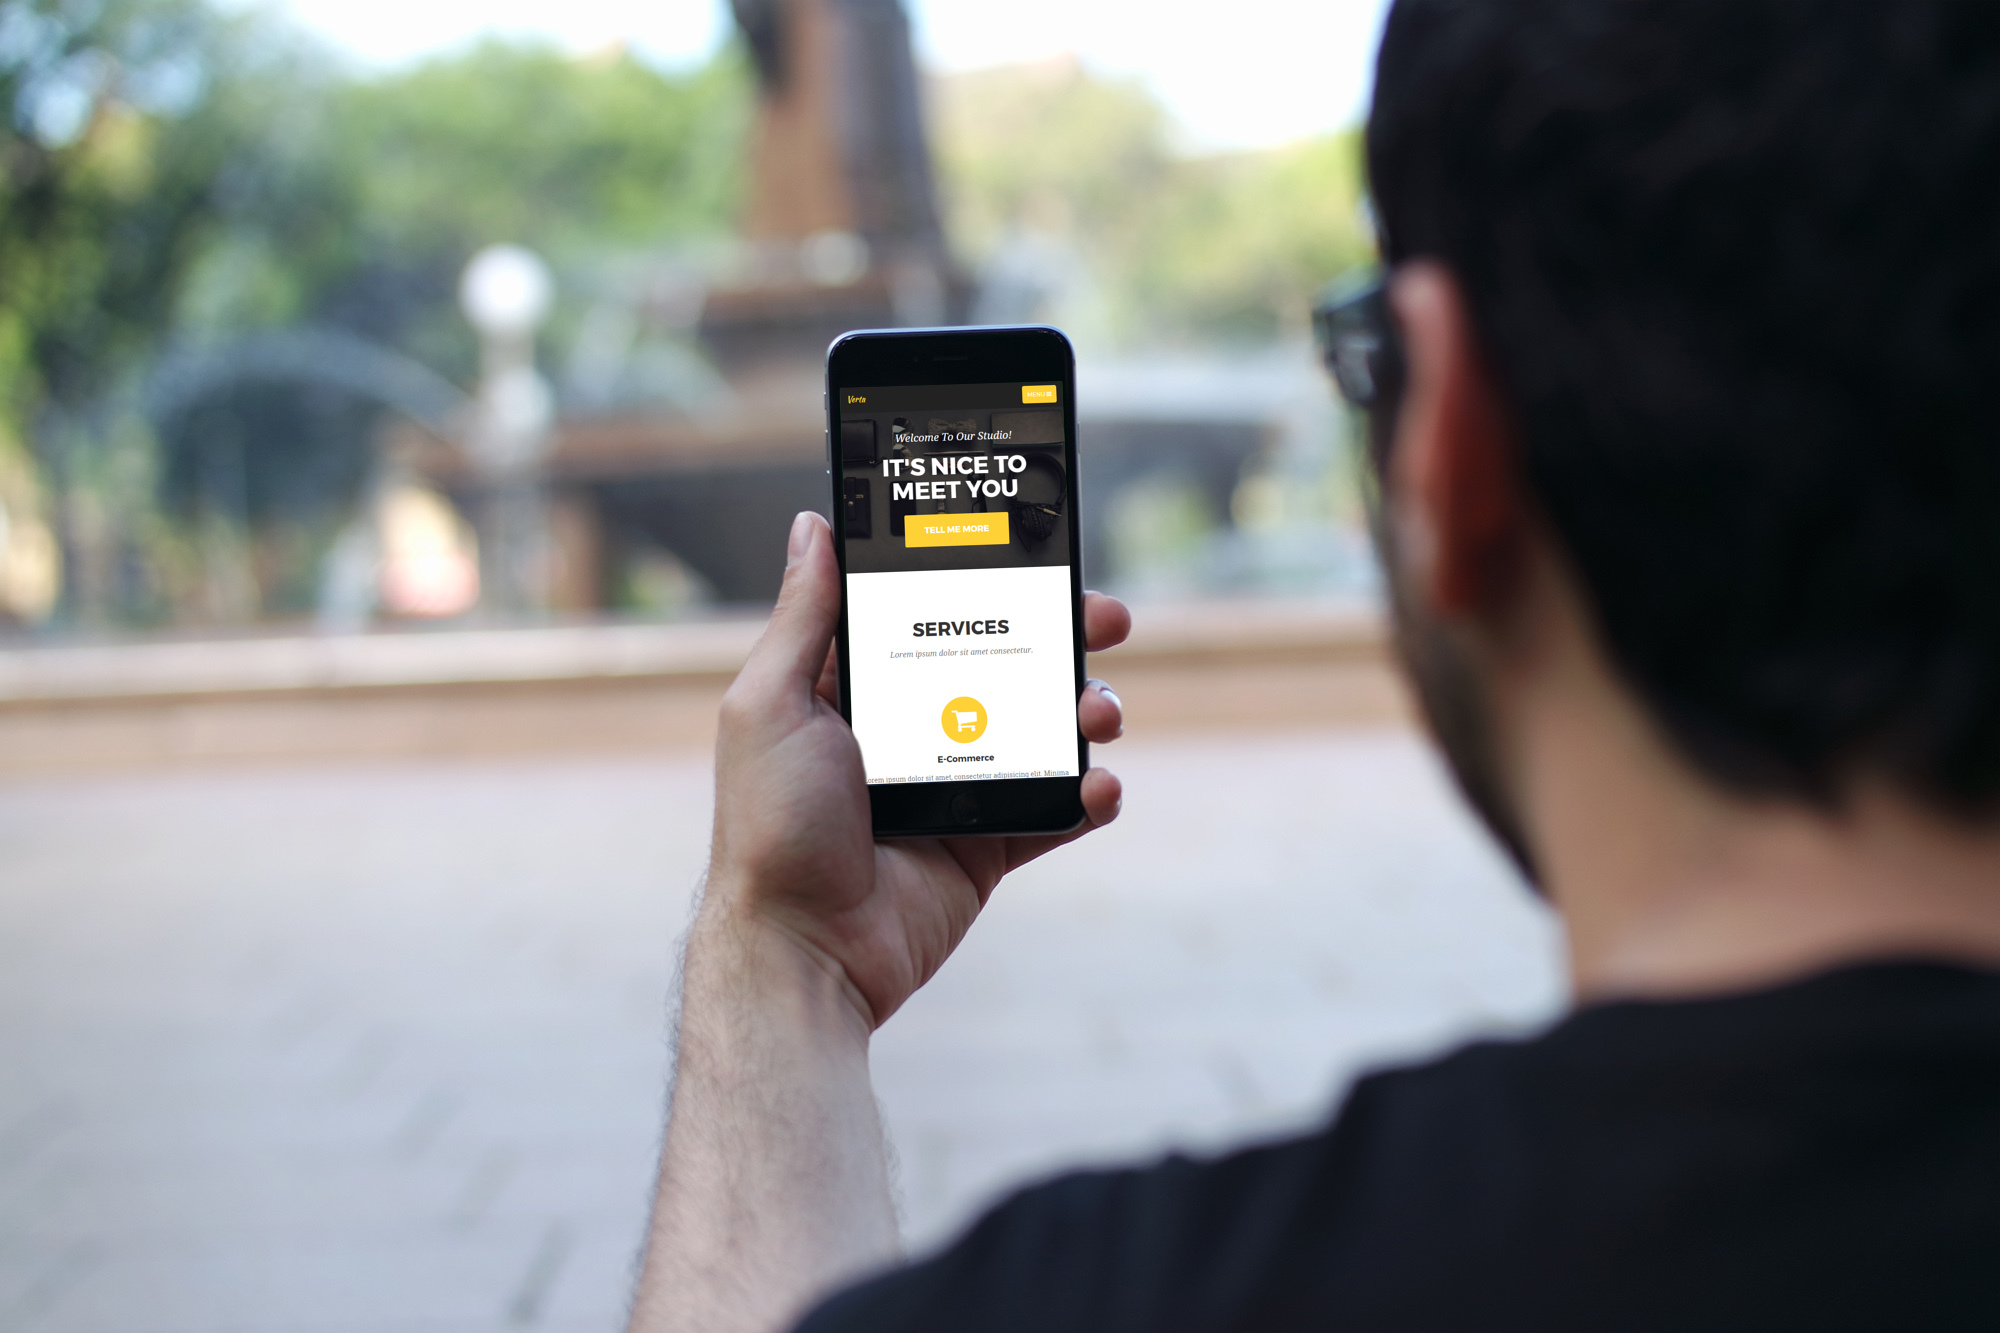 Verta
MENU
Welcome To Our Studio!
IT'S NICE TO
MEET YOU
TELL ME MORE
SERVICES
Lorem ipsum dolor sit amet consectetur.
E-Commerce
orem ipsum dolor sit amet, consectetur adipisicing elit. Minima